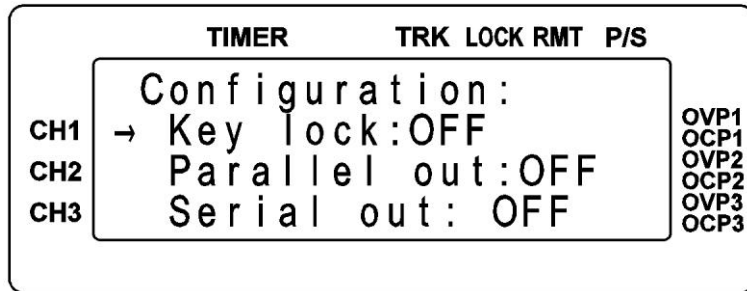 TIMER TRK LOCK RMT P/S
Configuration:
CH1 → Key lock:OFF OVP1
OCP1
CH2 Parallel out:OFF OVP2
OCP2
CH3 Serial out: OFF OVP3
OCP3